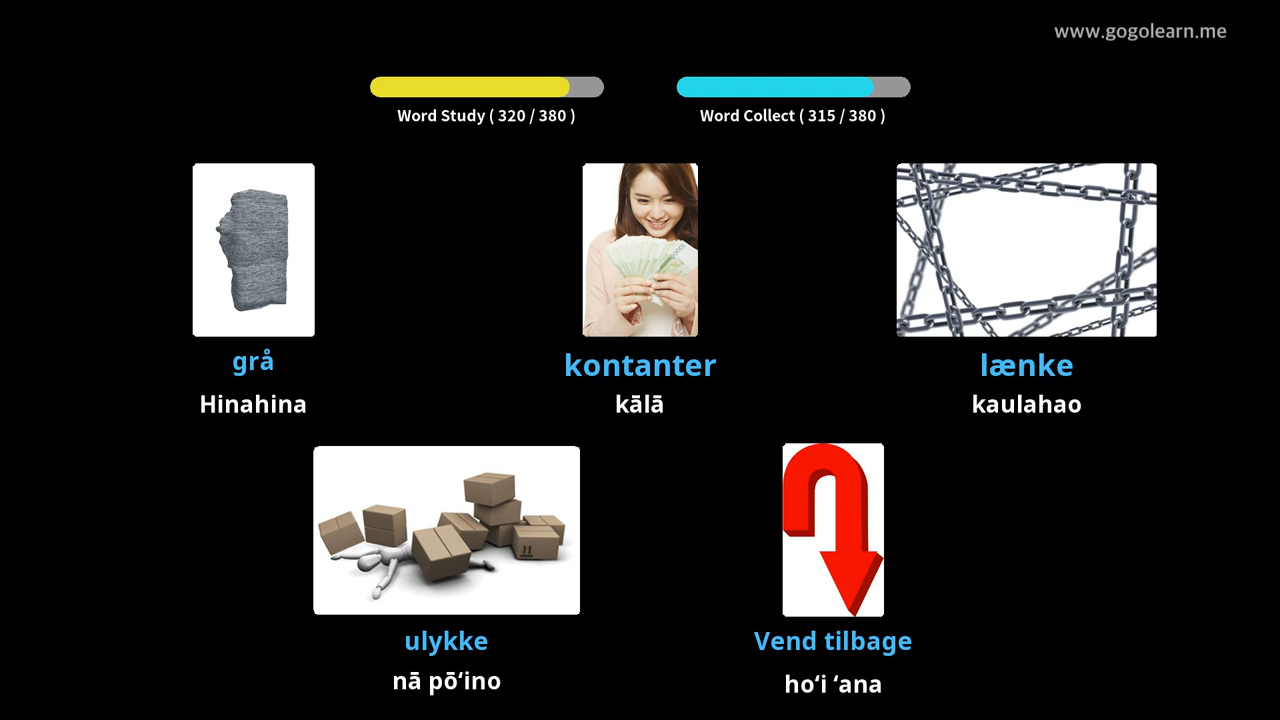 www.gogolearn.me
Word Study ( 320 / 380 )
Word Collect ( 315 / 380 )
grå
kontanter
lænke
Hinahina
kālā
kaulahao
ulykke
Vend tilbage
nā pōʻino
hoʻi ʻana